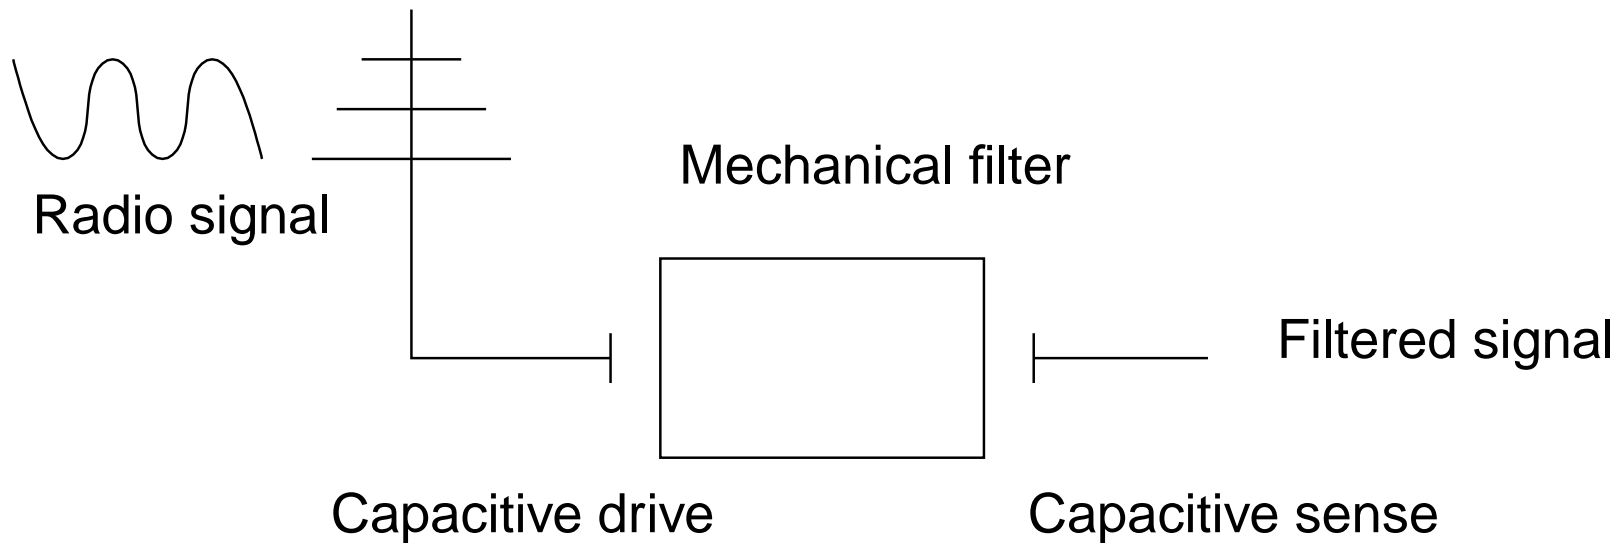 Radio signal
Mechanical filter
Filtered signal
Capacitive drive
Capacitive sense